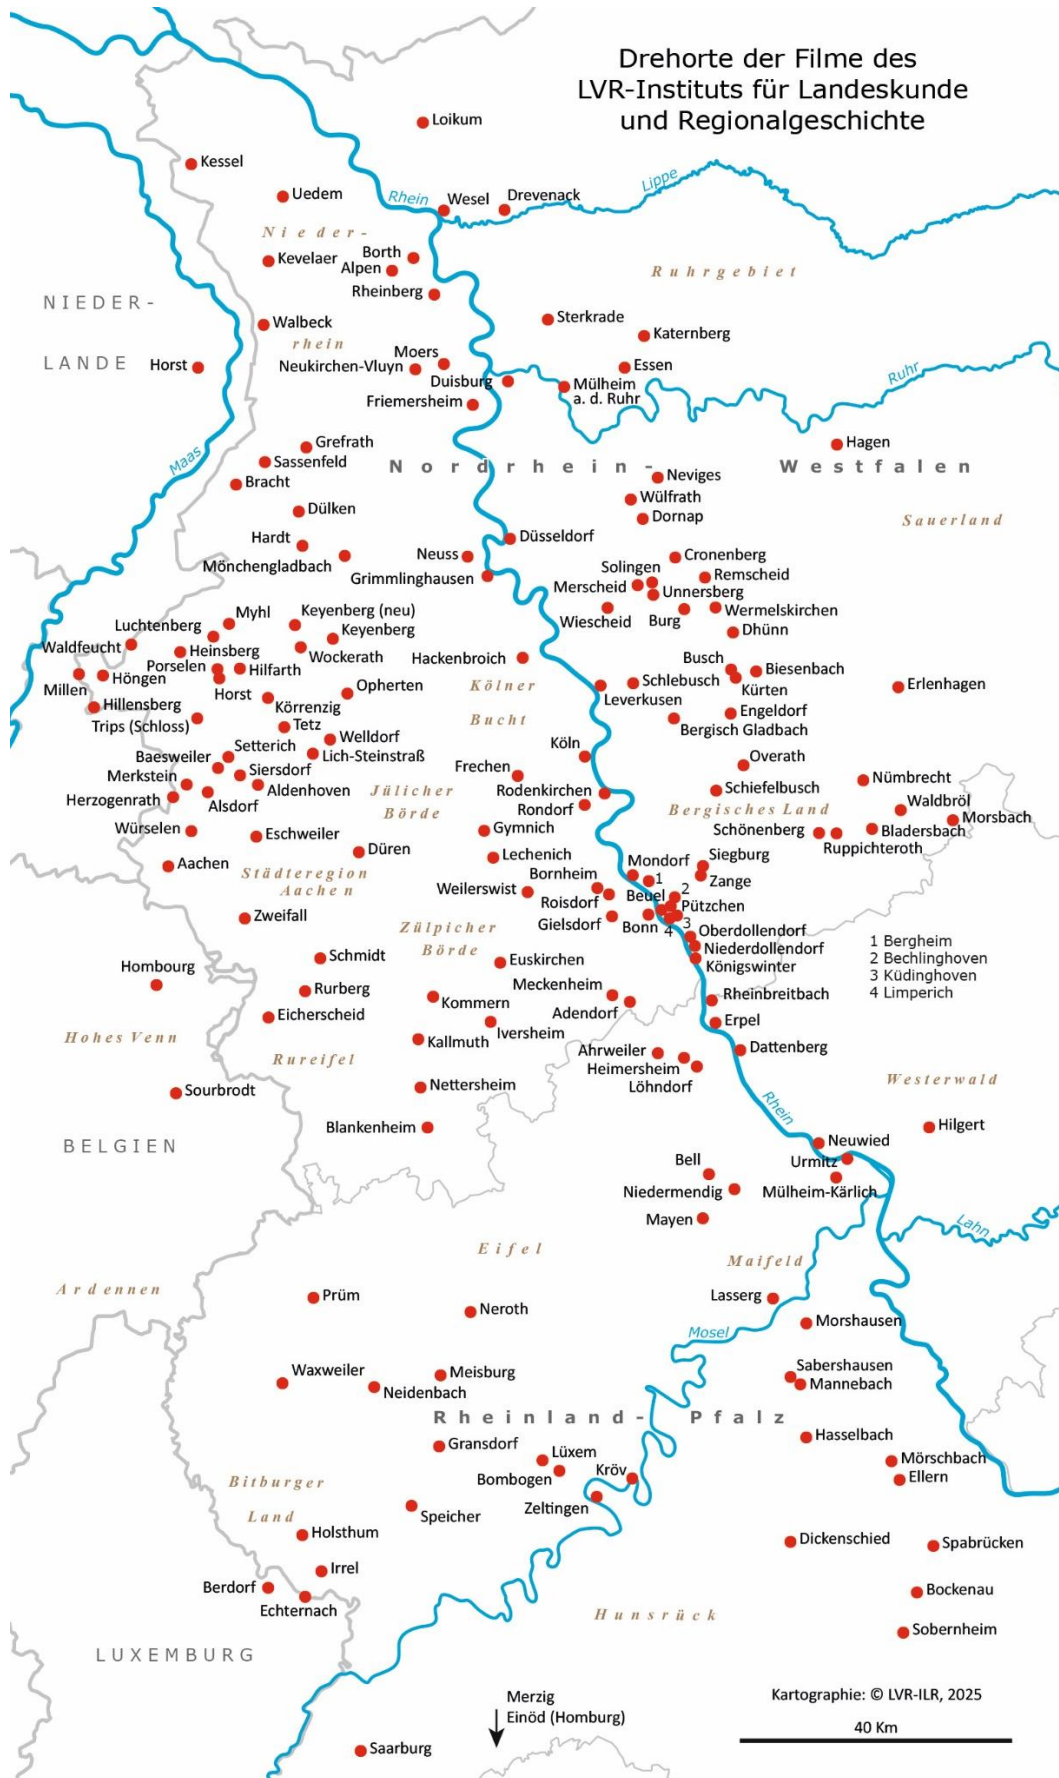 Drehorte der Filme des
LVR-Instituts für Landeskunde
und Regionalgeschichte
Loikum
Kessel
Uedem
Rhein
Wesel
Drevenack
Lippe
Nieder-
Kevelaer
Borth
Alpen
Rheinberg
Ruhrgebiet
NIEDER-
LANDE
Walbeck
rhein
Sterkrade
Katernberg
Horst
Moers
Neukirchen-Vluyn
Duisburg
Essen
Mülheim
a. d. Ruhr
Ruhr
Friemersheim
Maas
Grefrath
Sassenfeld
Bracht
Nordrhein-
Westfalen
Hagen
Neviges
Wülfrath
Dornap
Sauerland
Dülken
Hardt
Mönchengladbach
Neuss
Düsseldorf
Grimmlinghausen
Cronenberg
Solingen
Remscheid
Merscheid
Unnersberg
Wiescheid
Burg
Wermelskirchen
Dhünn
Myhl
Keyenberg (neu)
Luchtenberg
Keyenberg
Waldfeucht
Heinsberg
Wockerath
Porselen
Hilfarth
Hackenbroich
Millen
Höngen
Horst
Opherten
Kölner
Bucht
Hillensberg
Körrenzig
Trips (Schloss)
Tetz
Busch
Biesenbach
Schlebusch
Kürten
Leverkusen
Erlenhagen
Engeldorf
Bergisch Gladbach
Welldorf
Setterich
Lich-Steinstraß
Köln
Baesweiler
Siersdorf
Merkstein
Aldenhoven
Frechen
Overath
Herzogenrath
Alsdorf
Jülicher
Börde
Rodenkirchen
Rondorf
Schiefelbusch
Nümbrecht
Bergisches Land
Waldbröl
Morsbach
Würselen
Eschweiler
Gymnich
Schönenberg
Bladersbach
Ruppichteroth
Aachen
Düren
Lechenich
Städteregion
Aachen
Mondorf
Siegburg
Bornheim
1
Zange
Weilerswist
Roisdorf
Beuel
2
Pützchen
Zweifall
Gielsdorf
Bonn
4
3
Oberdollendorf
Zülpicher
Börde
Niederdollendorf
Königswinter
1 Bergheim
2 Bechlinghoven
3 Küdinghoven
4 Limperich
Hombourg
Schmidt
Euskirchen
Rurberg
Kommern
Meckenheim
Adendorf
Rheinbreitbach
Eicherscheid
Iversheim
Erpel
Hohes Venn
Rureifel
Kallmuth
Ahrweiler
Heimersheim
Löhndorf
Dattenberg
Sourbrodt
Nettersheim
Westerwald
Rhein
BELGIEN
Blankenheim
Hilgert
Neuwied
Urmitz
Bell
Niedermendig
Mülheim-Kärlich
Mayen
Lahn
Eifel
Maifeld
Ardennen
Prüm
Neroth
Lasserg
Morshausen
Mosel
Waxweiler
Meisburg
Neidenbach
Sabershausen
Mannebach
Rheinland-
Pfalz
Gransdorf
Lüxem
Bombogen
Kröv
Hasselbach
Mörschbach
Ellern
Bitburger
Land
Speicher
Zeltingen
Holsthum
Dickenschied
Spabrücken
Irrel
Berdorf
Echternach
Bockenau
Hunsrück
Sobernheim
LUXEMBURG
Merzig
Einöd (Homburg)
Kartographie: © LVR-ILR, 2025
40 Km
Saarburg